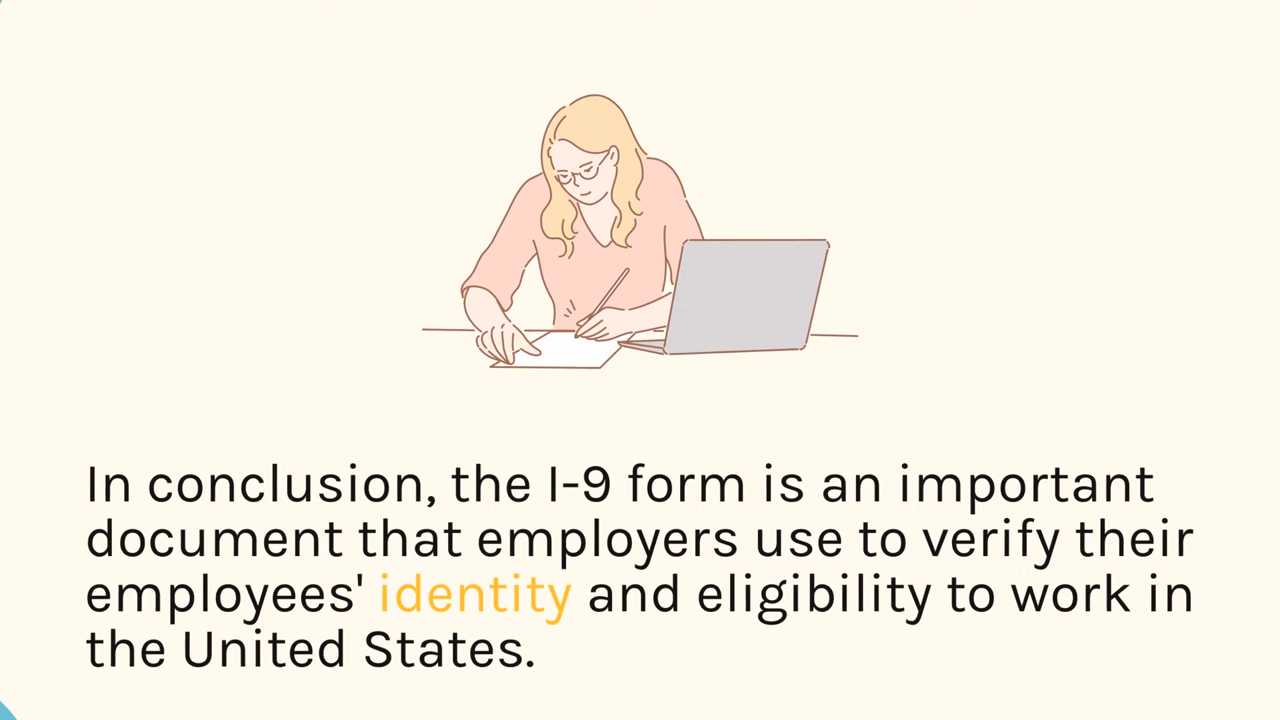 In conclusion, the I-9 form is an important
document that employers use to verify their
employees' identity and eligibility to work in
the United States.